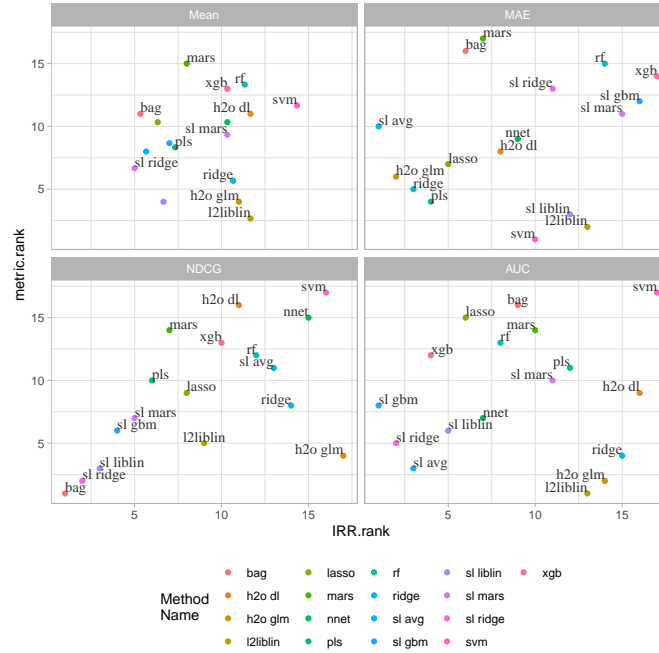 Mean
MAE
mars
xgb
rf
svm
bag
h2o dl
sl mars
pls
sl ridge
ridge
h2o glm
l2liblin
mars
bag
rf
xgb
sl ridge
sl gbm
sl mars
sl avg
nnet
h2o dl
lasso
h2o glm
ridge
pls
sl liblin
l2liblin
svm
15
10
5
NDCG
AUC
svm
h2o dl
nnet
mars
xgb
rf
sl avg
pls
lasso
ridge
sl mars
sl gbm
l2liblin
h2o glm
sl liblin
sl ridge
bag
svm
bag
lasso
mars
rf
xgb
pls
sl mars
h2o dl
sl gbm
nnet
sl liblin
sl ridge
sl avg
ridge
h2o glm
l2liblin
15
10
5
5 10 15 5 10 15
metric.rank
IRR.rank
Method
Name
bag lasso rf sl liblin xgb
h2o dl mars ridge sl mars
h2o glm nnet sl avg sl ridge
l2liblin pls sl gbm svm